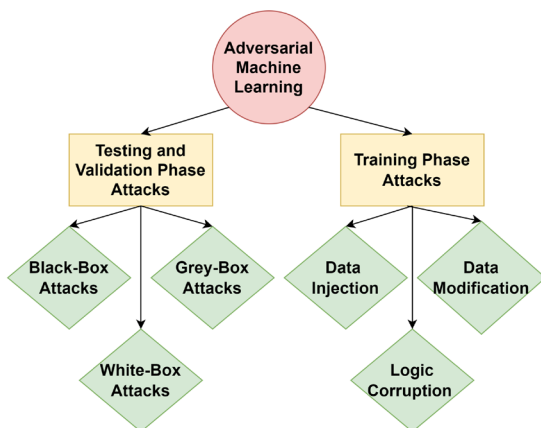 Adversarial
Machine
Learning
Testing and
Validation Phase
Attacks
Training Phase
Attacks
Black-Box
Attacks
Grey-Box
Attacks
White-Box
Attacks
Data
Injection
Data
Modification
Logic
Corruption